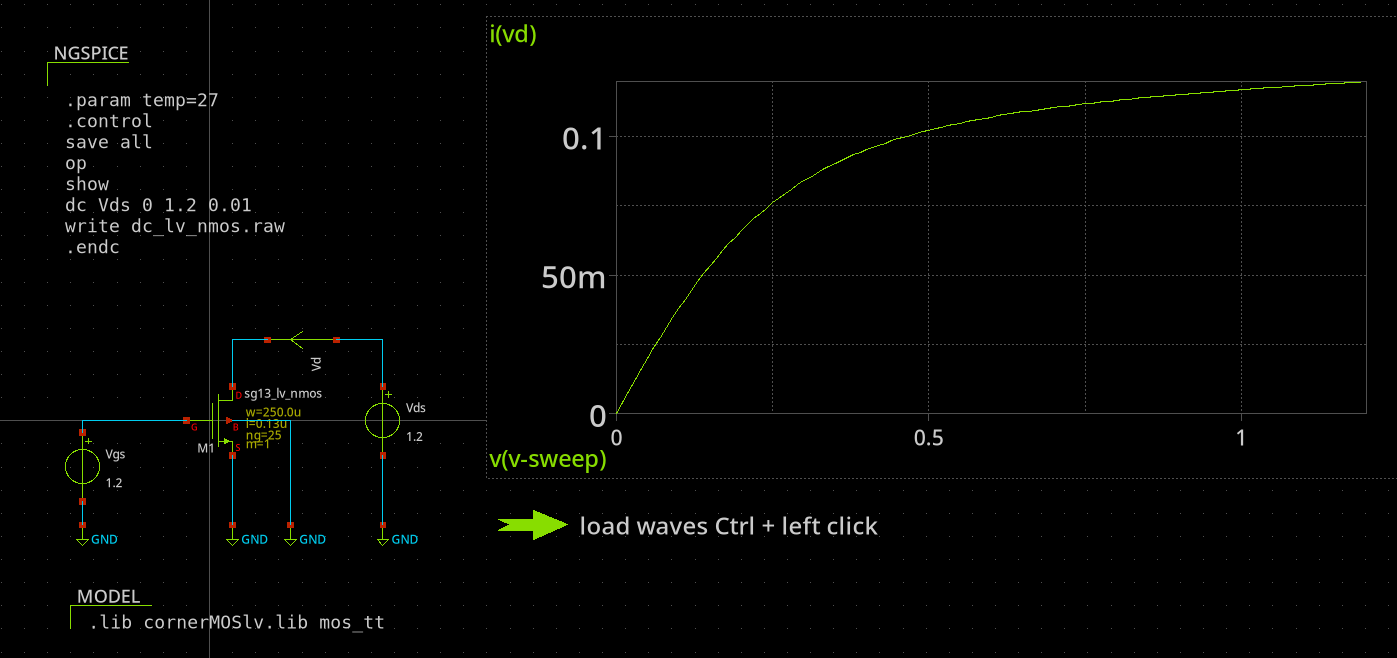 NGSPICE
.param temp=27
.control
save all
op
show
dc Vds 0 1.2 0.01
write dc_lv_nmos.raw
.endc
i(vd)
0.1
50m
0
0 0.5 1
v(v-sweep)
load waves Ctrl + left click
Vd
D
sg13_lv_nmos
w=250.0u
l=0.13u
ng=25
m=1
G
B
S
M1
Vgs
1.2
Vds
1.2
GND GND GND GND
MODEL
.lib cornerMOSlv.lib mos_tt